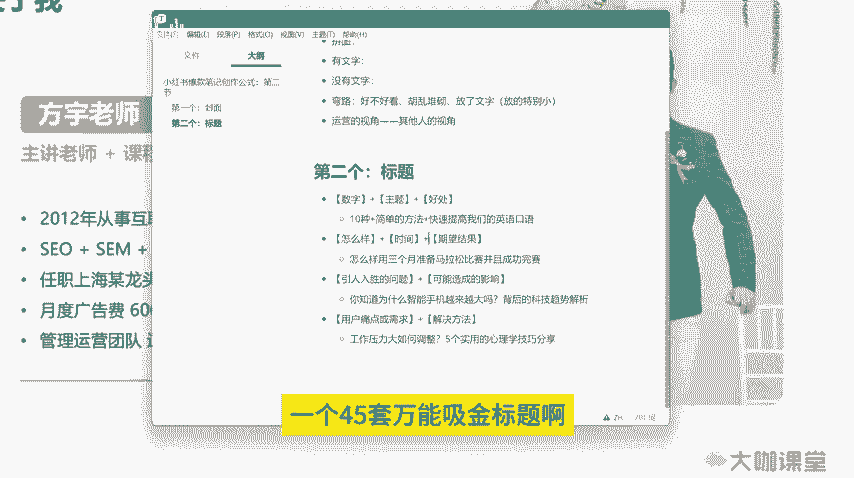 方宇老师
主讲老师 + 课程
• 2012年从事互联
• SEO + SEM +
• 任职上海某龙头
• 月度广告费 600
• 管理运营团队
编辑(E) 段落(P) 格式(O) 视图(V) 主题(T) 帮助(H)
文件 大纲
小红书爆款笔记创作公式：第二节
第一个：封面
第二个：标题
• 有文字：
• 没有文字：
• 弯路：好不好看、胡乱堆砌、放了文字（放的特别小）
• 运营的视角——其他人的视角
第二个：标题
• 【数字】+【主题】+【好处】
○ 10种+简单的方法+快速提高我们的英语口语
• 【怎么样】+【时间】+【期望结果】
○ 怎么样用三个月准备马拉松比赛并且成功完赛
• 【引人入胜的问题】+【可能造成的影响】
○ 你知道为什么智能手机越来越大吗？背后的科技趋势解析
• 【用户痛点或需求】+【解决方法】
○ 工作压力大如何调整？5个实用的心理学技巧分享
一个45套万能吸金标题啊
大咖课堂